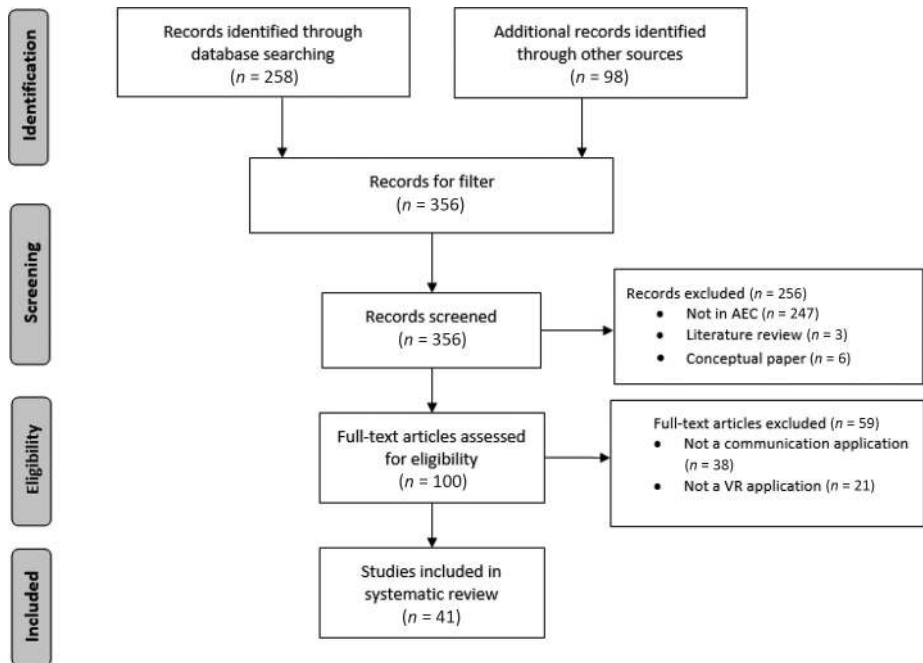 Identification
Records identified through
database searching
(n = 258)
Additional records identified
through other sources
(n = 98)
Records for filter
(n = 356)
Screening
Records screened
(n = 356)
Records excluded (n = 256)
• Not in AEC (n = 247)
• Literature review (n = 3)
• Conceptual paper (n = 6)
Eligibility
Full-text articles assessed
for eligibility
(n = 100)
Full-text articles excluded (n = 59)
• Not a communication application
(n = 38)
• Not a VR application (n = 21)
Included
Studies included in
systematic review
(n = 41)